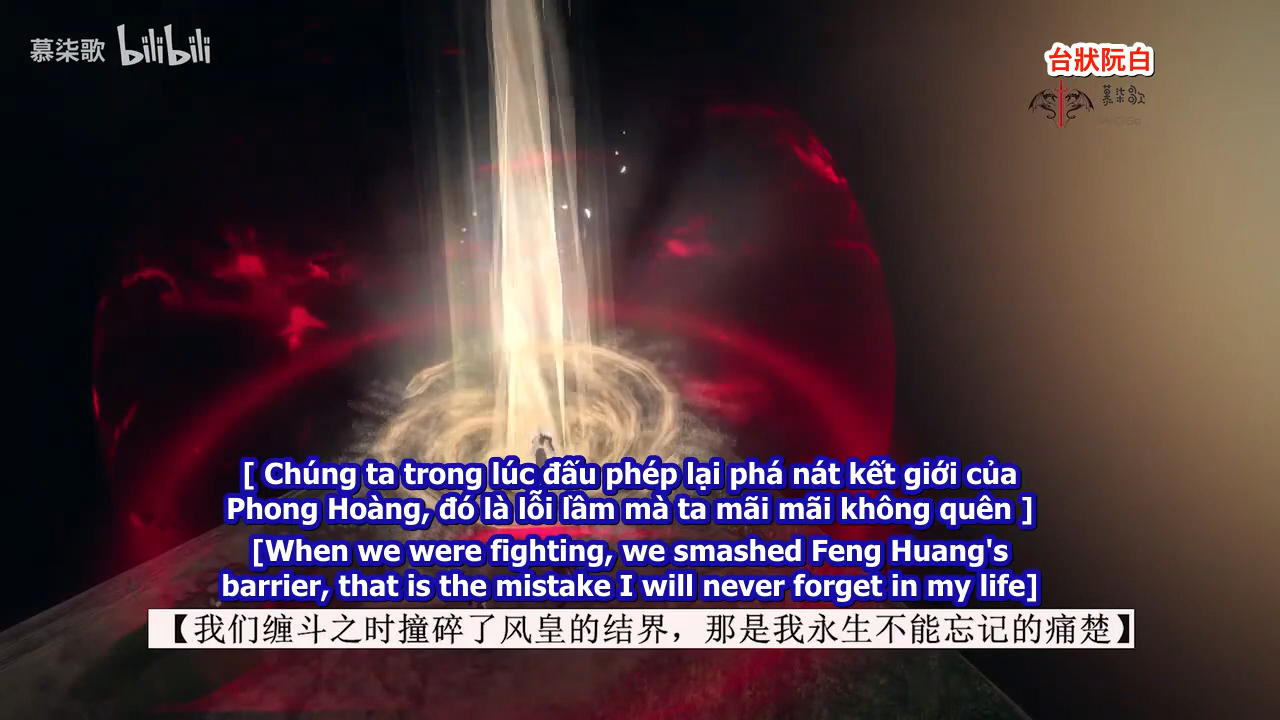 慕柒歌 bilibili
台狀阮白
慕柒歌
[ Chúng ta trong lúc đấu phép lại phá nát kết giới của
Phong Hoàng, đó là lỗi lầm mà ta mãi mãi không quên ]
[When we were fighting, we smashed Feng Huang's
barrier, that is the mistake I will never forget in my life]
【我们缠斗之时撞碎了风皇的结界，那是我永生不能忘记的痛楚】